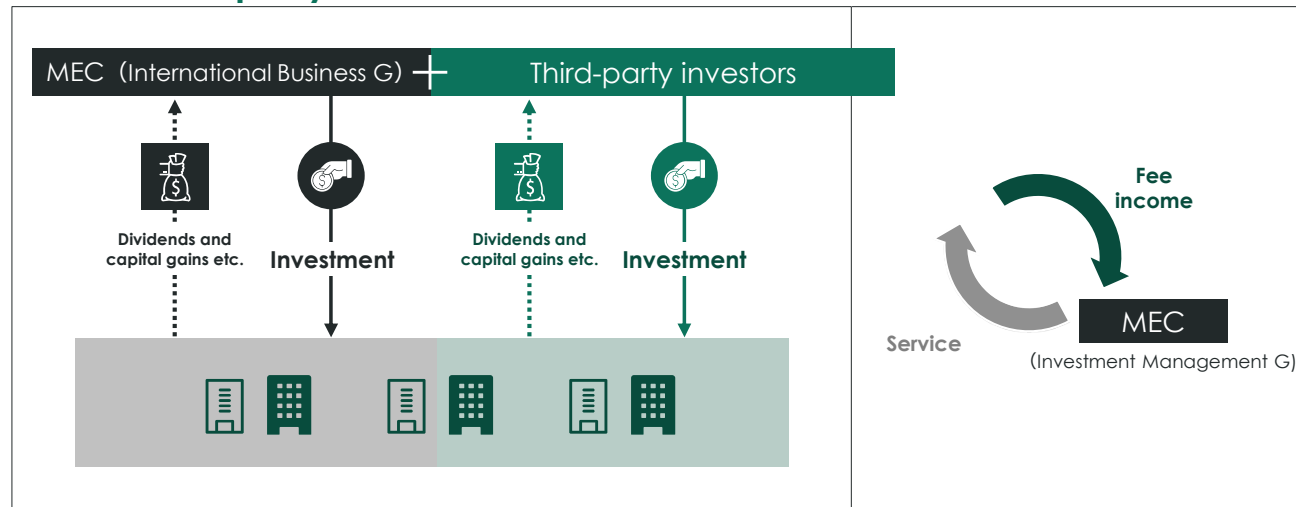 MEC（International Business G）
Third-party investors
Dividends and
capital gains etc.
Investment
Dividends and
capital gains etc.
Investment
Fee
income
Service
MEC
（Investment Management G）